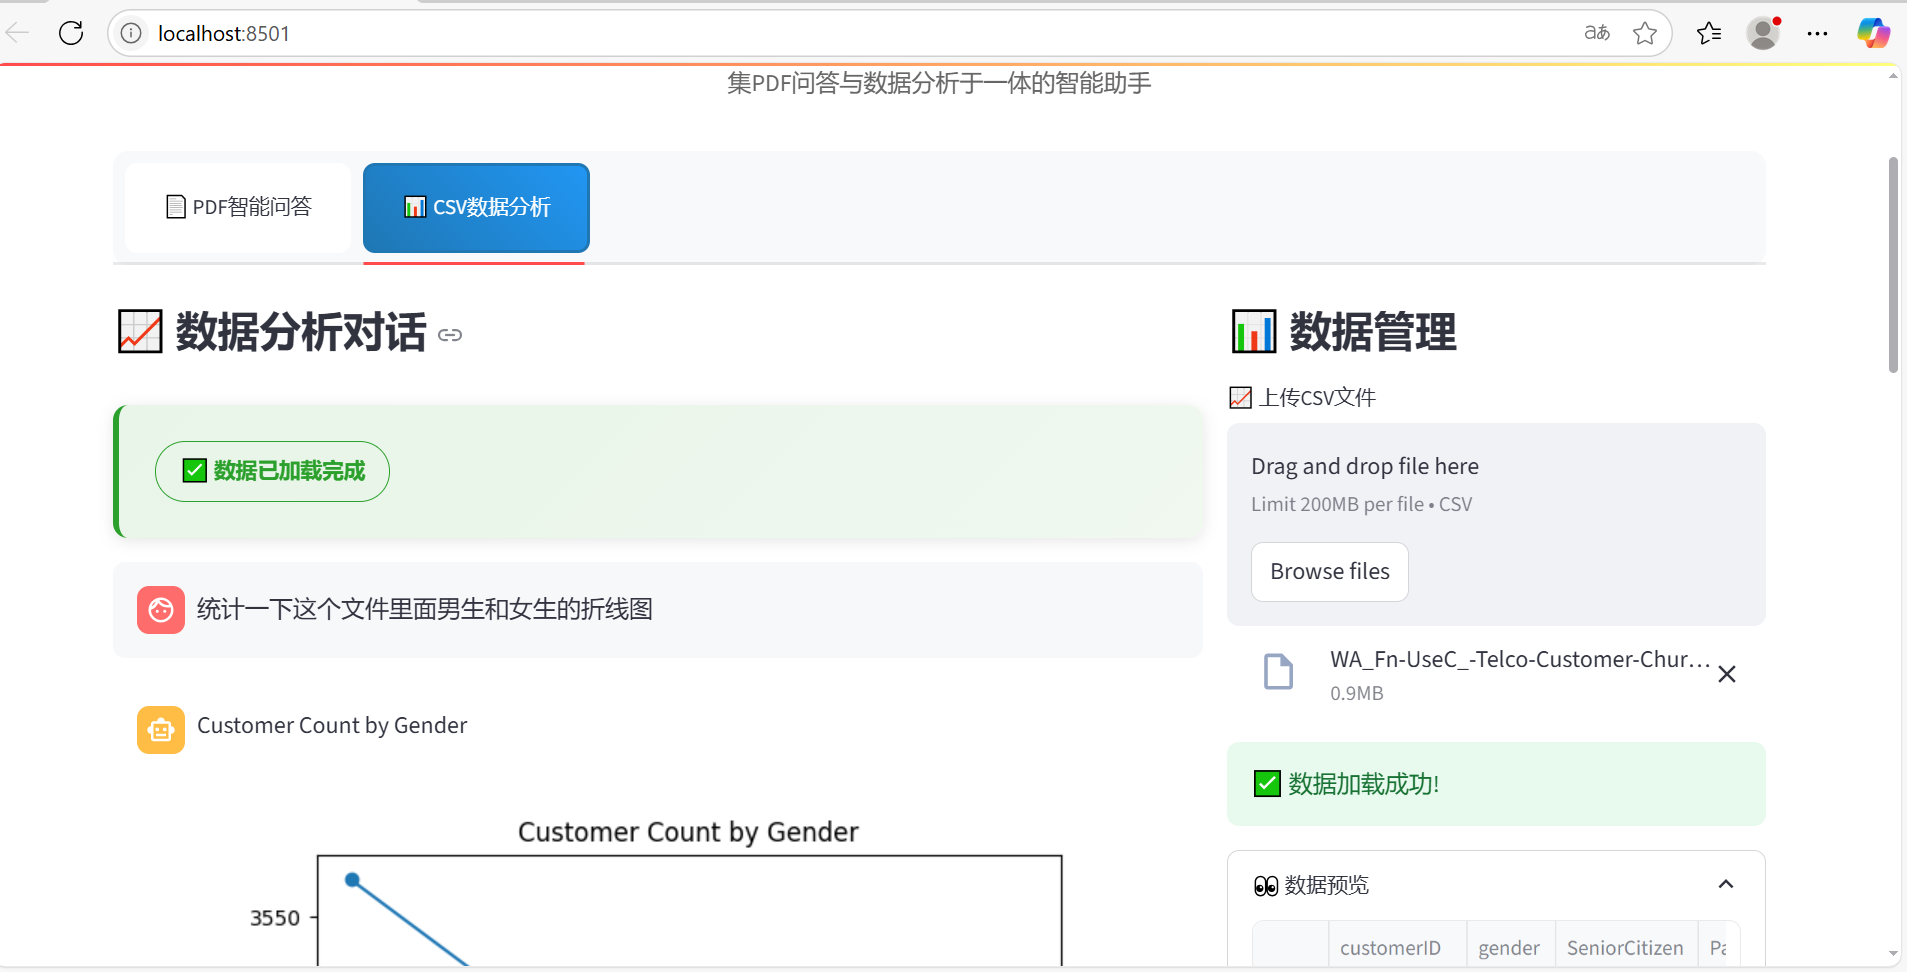 localhost:8501
aあ
集PDF问答与数据分析于一体的智能助手
PDF智能问答
CSV数据分析
数据分析对话
数据已加载完成
统计一下这个文件里面男生和女生的折线图
Customer Count by Gender
Customer Count by Gender
3550
数据管理
上传CSV文件
Drag and drop file here
Limit 200MB per file • CSV
Browse files
WA_Fn-UseC_-Telco-Customer-Chur…
0.9MB
数据加载成功!
数据预览
customerID gender SeniorCitizen Pa